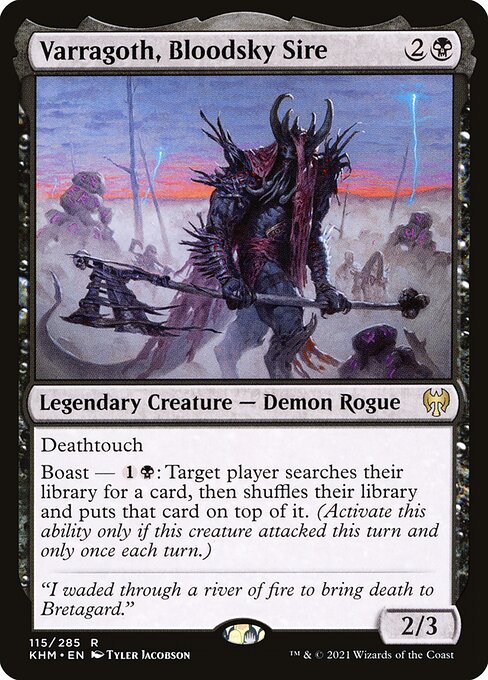 Varragoth, Bloodsky Sire 2
Legendary Creature — Demon Rogue
Deathtouch
Boast — 1 : Target player searches their
library for a card, then shuffles their library
and puts that card on top of it. (Activate this
ability only if this creature attacked this turn and
only once each turn.)
“I waded through a river of fire to bring death to
Bretagard.”
2/3
115/285 R
KHM • EN Tyler Jacobson
™ & © 2021 Wizards of the Coast